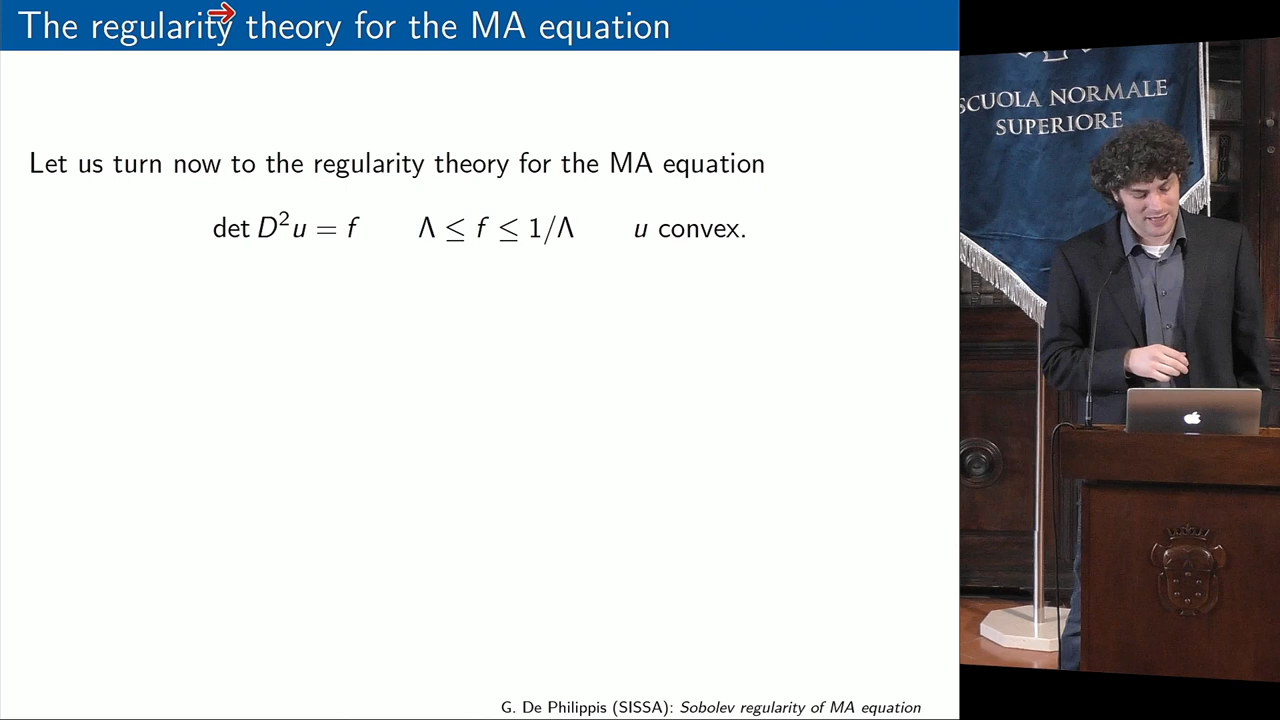 The regularity theory for the MA equation
Let us turn now to the regularity theory for the MA equation
det D²u = f Λ ≤ f ≤ 1/Λ u convex.
G. De Philippis (SISSA): Sobolev regularity of MA equation
SCUOLA NORMALE
SUPERIORE